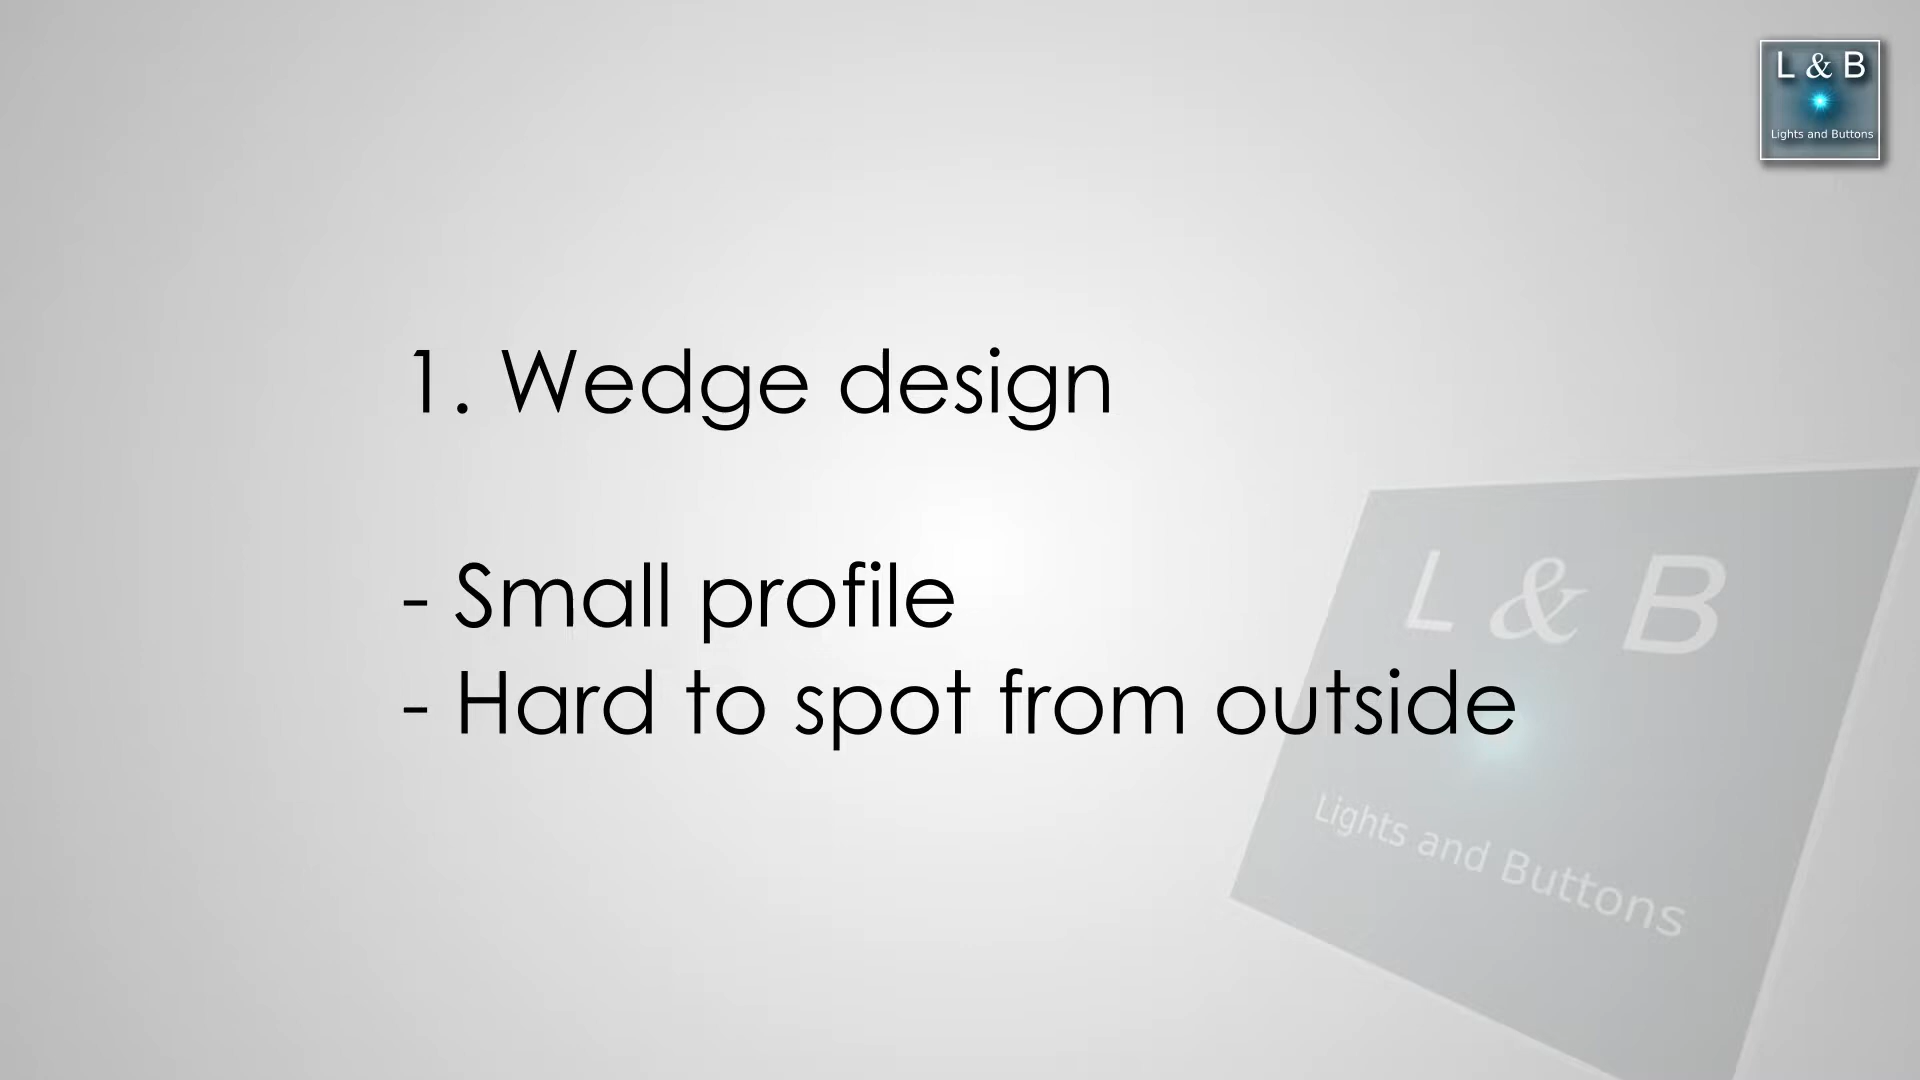 L & B
Lights and Buttons
1. Wedge design
- Small profile
- Hard to spot from outside
L & B
Lights and Buttons